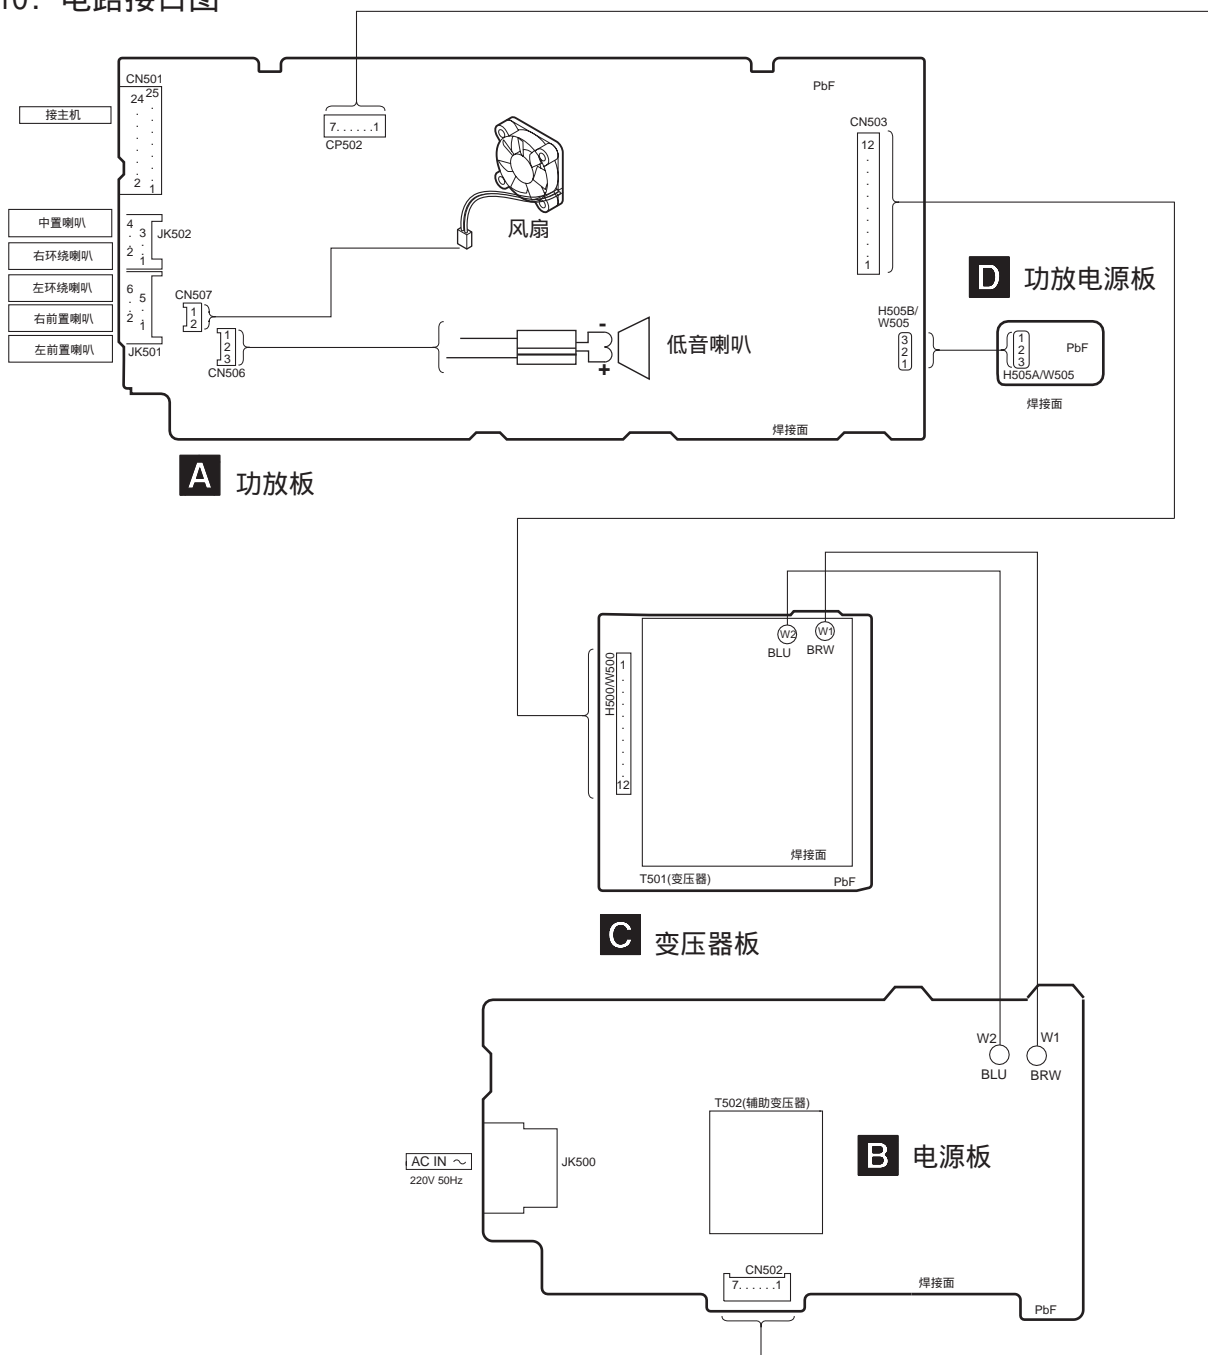 10. 电路接口图
CN501
24 25
2 1
接主机
7......1
CP502
PbF
CN503
12
1
风扇
中置喇叭
右环绕喇叭
左环绕喇叭
右前置喇叭
左前置喇叭
4 3
2 1
JK502
6 5
2 1
JK501
CN507
1
2
1
2
3
CN506
-
+
低音喇叭
H505B/
W505
3
2
1
D 功放电源板
1
2
3
PbF
H505A/W505
焊接面
焊接面
A 功放板
W2 W1
BLU BRW
H500/W500
1
12
焊接面
T501(变压器)
PbF
C 变压器板
W2 W1
BLU BRW
T502(辅助变压器)
B 电源板
AC IN ～
220V 50Hz
JK500
CN502
7......1
焊接面
PbF